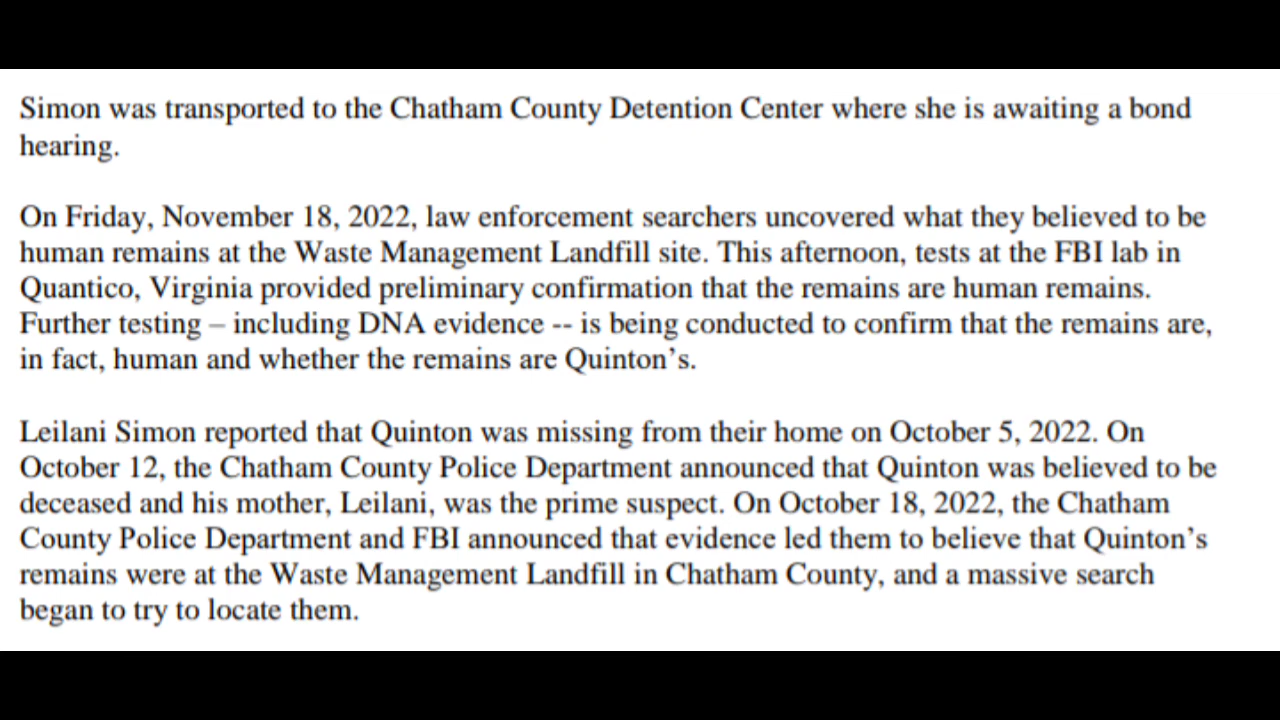 Simon was transported to the Chatham County Detention Center where she is awaiting a bond
hearing.
On Friday, November 18, 2022, law enforcement searchers uncovered what they believed to be
human remains at the Waste Management Landfill site. This afternoon, tests at the FBI lab in
Quantico, Virginia provided preliminary confirmation that the remains are human remains.
Further testing – including DNA evidence -- is being conducted to confirm that the remains are,
in fact, human and whether the remains are Quinton’s.
Leilani Simon reported that Quinton was missing from their home on October 5, 2022. On
October 12, the Chatham County Police Department announced that Quinton was believed to be
deceased and his mother, Leilani, was the prime suspect. On October 18, 2022, the Chatham
County Police Department and FBI announced that evidence led them to believe that Quinton’s
remains were at the Waste Management Landfill in Chatham County, and a massive search
began to try to locate them.